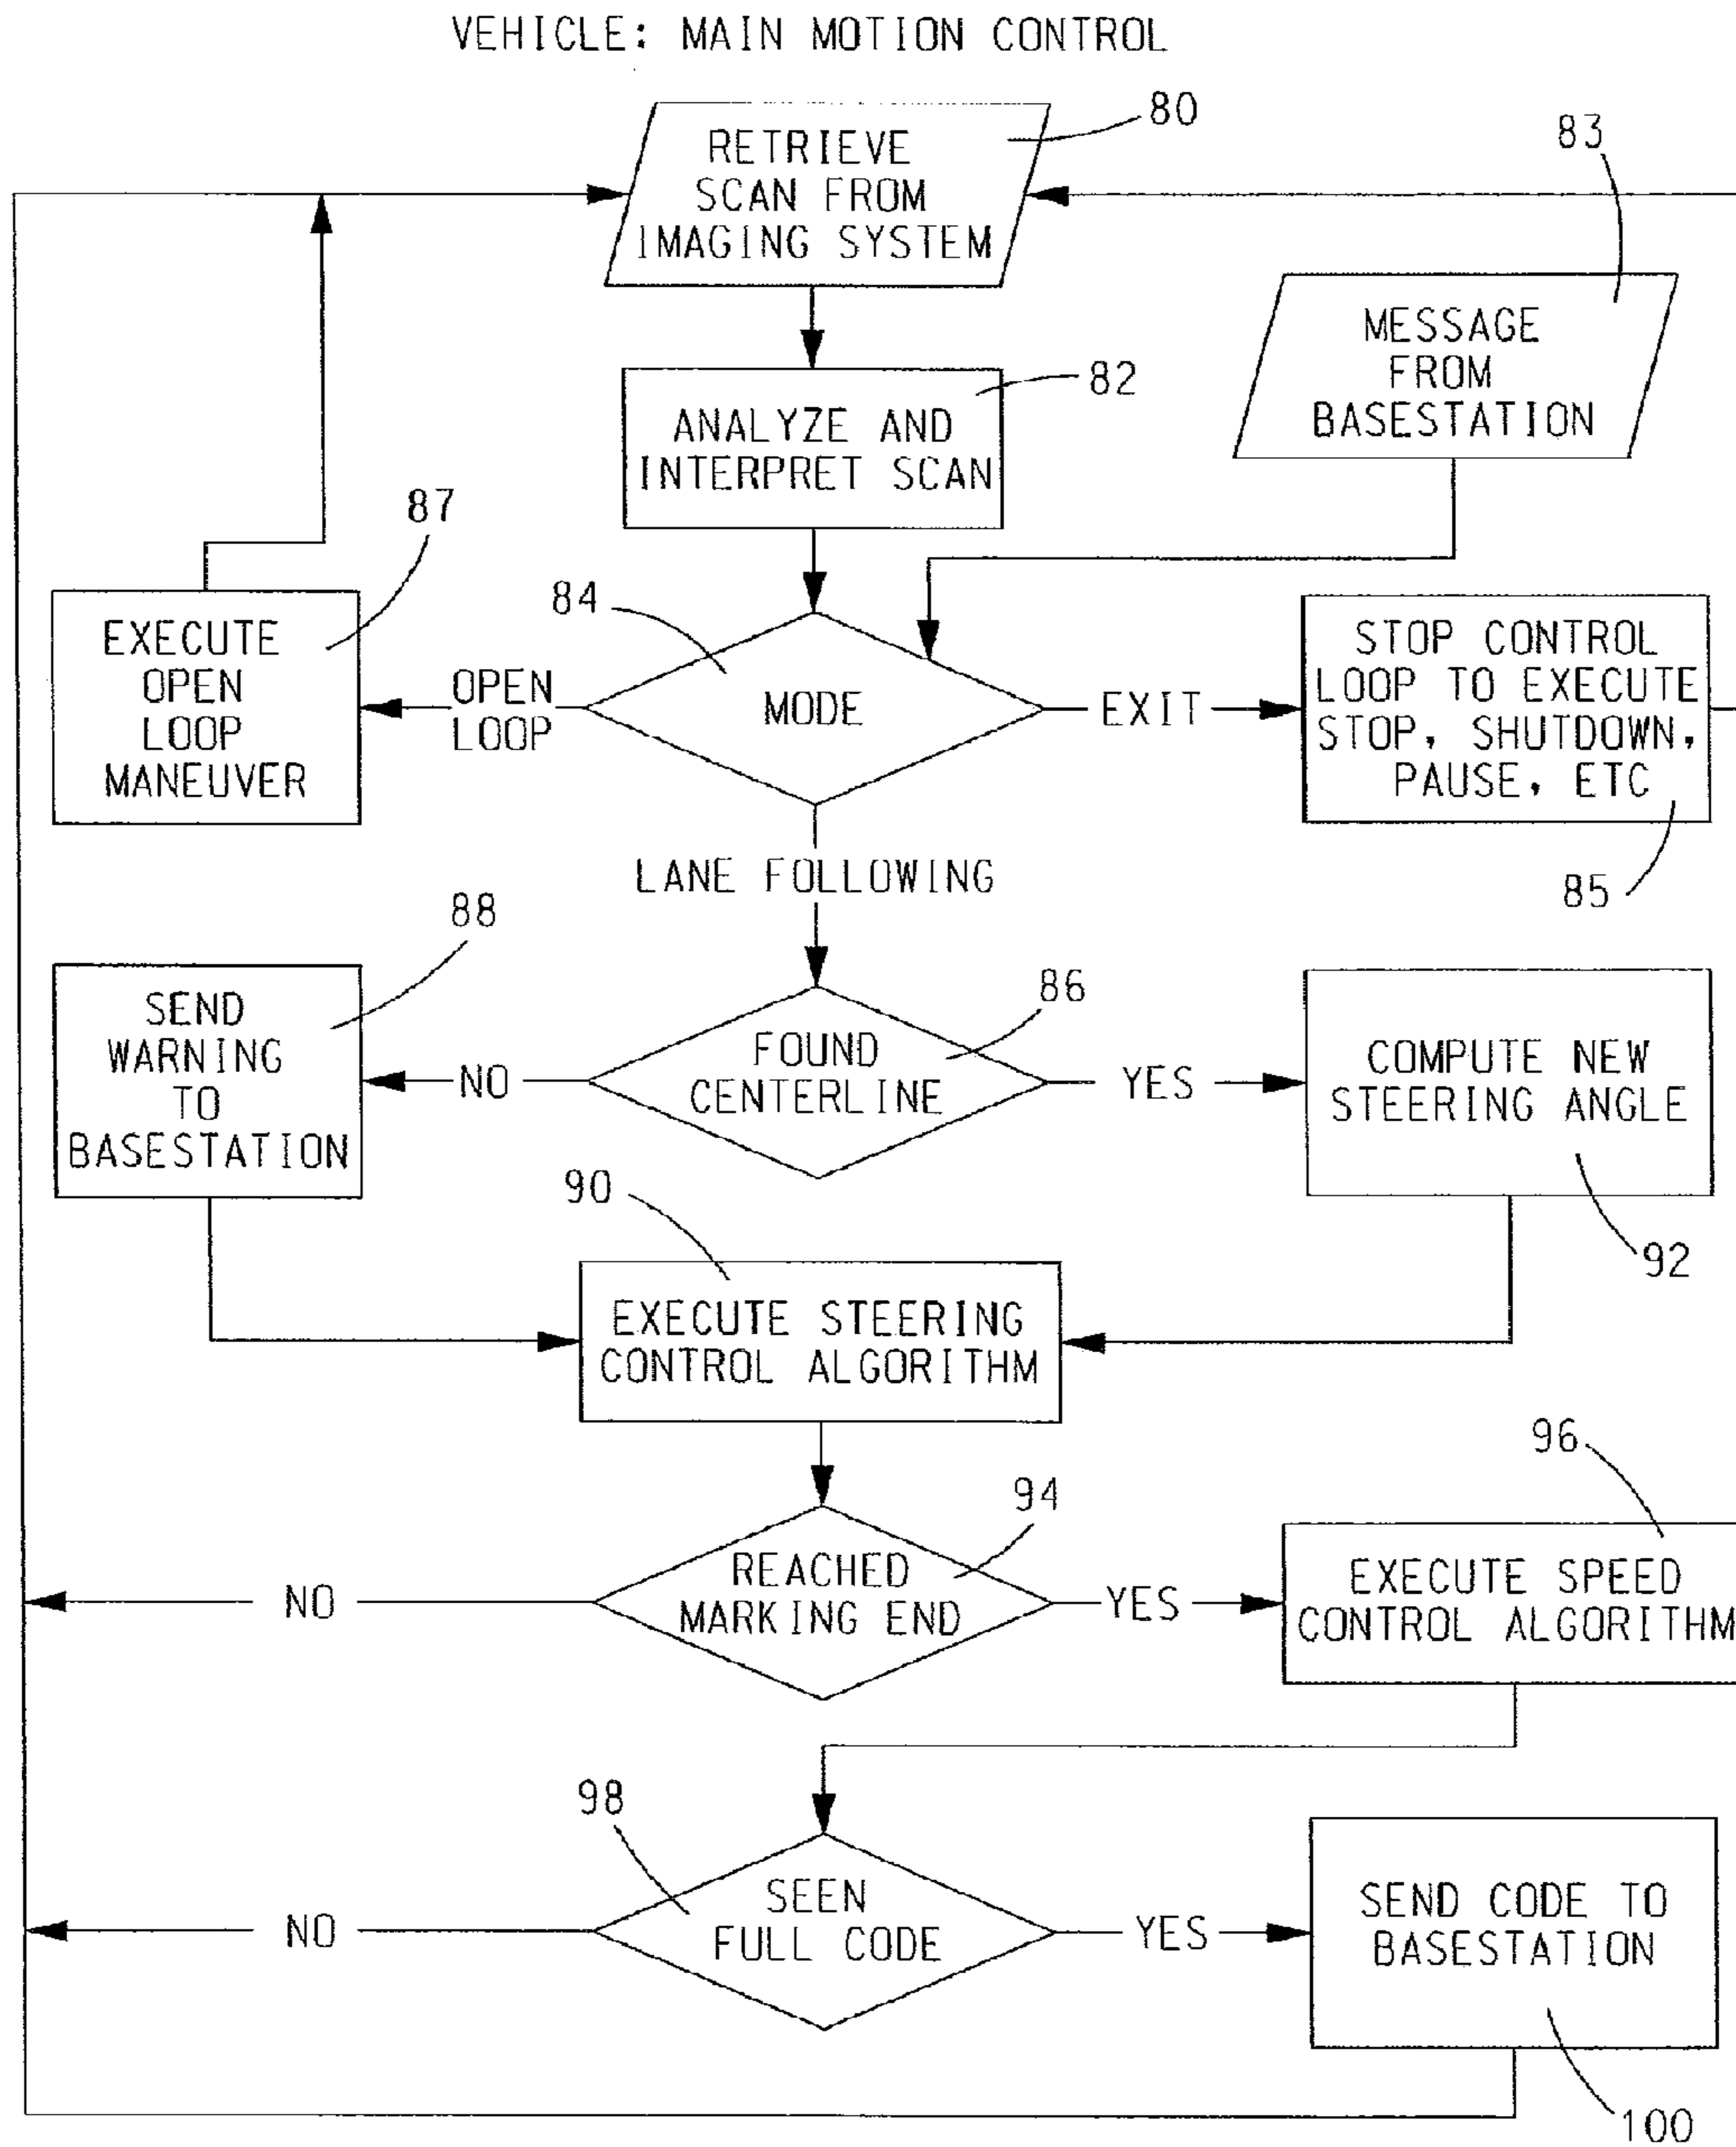 VEHICLE: MAIN MOTION CONTROL
80
RETRIEVE
SCAN FROM
IMAGING SYSTEM
83
MESSAGE
FROM
BASESTATION
82
ANALYZE AND
INTERPRET SCAN
87
EXECUTE
OPEN
LOOP
MANEUVER
OPEN
LOOP
84
MODE
EXIT
STOP CONTROL
LOOP TO EXECUTE
STOP, SHUTDOWN,
PAUSE, ETC
85
LANE FOLLOWING
88
SEND
WARNING
TO
BASESTATION
NO
86
FOUND
CENTERLINE
YES
COMPUTE NEW
STEERING ANGLE
92
90
EXECUTE STEERING
CONTROL ALGORITHM
94
REACHED
MARKING END
NO
YES
96
EXECUTE SPEED
CONTROL ALGORITHM
98
SEEN
FULL CODE
NO
YES
SEND CODE TO
BASESTATION
100